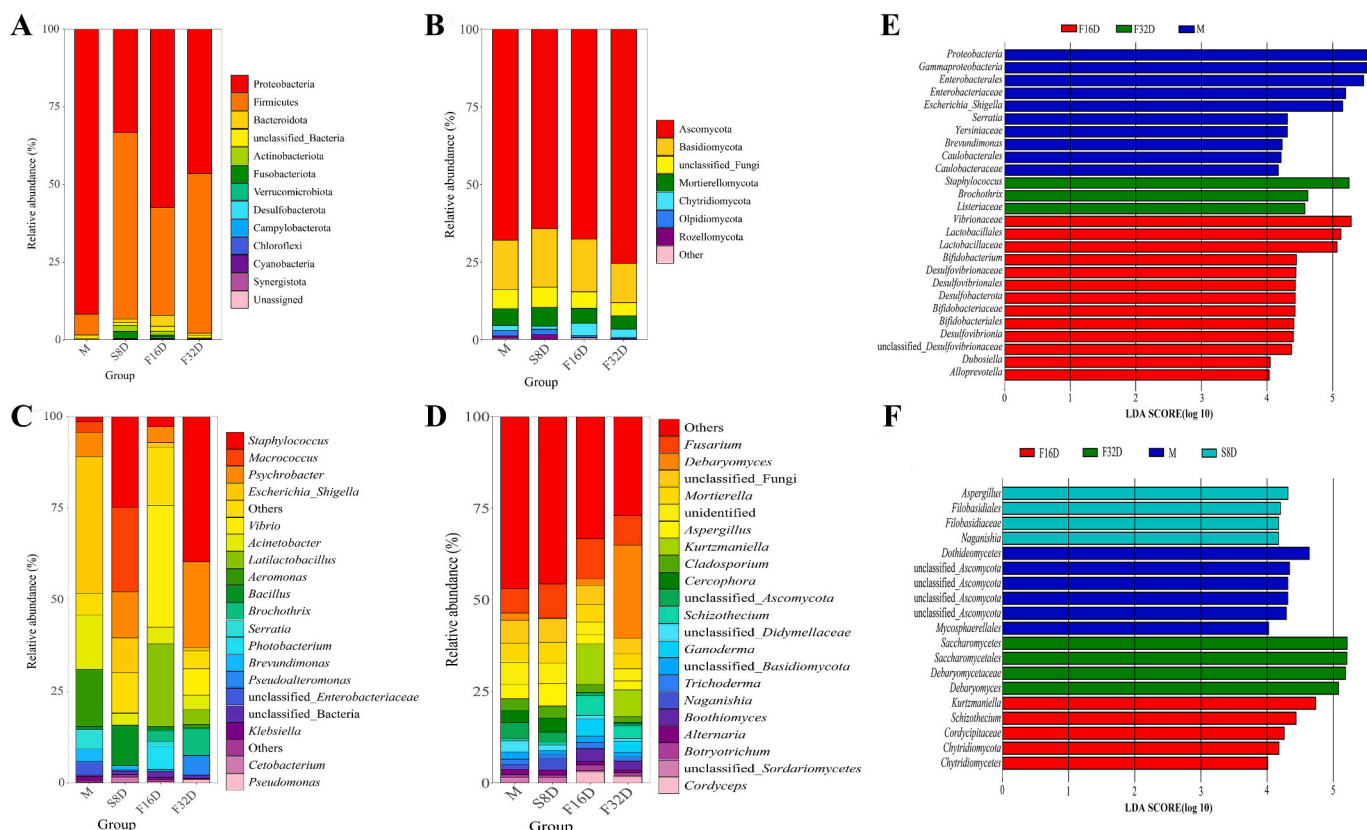 A
Relative abundance (%)
100
75
50
25
0
M
S8D
F16D
F32D
Group
Proteobacteria
Firmicutes
Bacteroidota
unclassified_Bacteria
Actinobacteriota
Fusobacteriota
Verrucomicrobiota
Desulfobacterota
Campylobacterota
Chloroflexi
Cyanobacteria
Synergistota
Unassigned
B
Relative abundance (%)
100
75
50
25
0
M
S8D
F16D
F32D
Group
Ascomycota
Basidiomycota
unclassified_Fungi
Mortierellomycota
Chytridiomycota
Olpidiomycota
Rozellomycota
Other
C
Relative abundance (%)
100
75
50
25
0
M
S8D
F16D
F32D
Group
Staphylococcus
Macrococcus
Psychrobacter
Escherichia_Shigella
Others
Vibrio
Acinetobacter
Latilactobacillus
Aeromonas
Bacillus
Brochothrix
Serratia
Photobacterium
Brevundimonas
Pseudoalteromonas
unclassified_Enterobacteriaceae
unclassified_Bacteria
Klebsiella
Others
Cetobacterium
Pseudomonas
D
Relative abundance (%)
100
75
50
25
0
M
S8D
F16D
F32D
Group
Others
Fusarium
Debaryomyces
unclassified_Fungi
Mortierella
unidentified
Aspergillus
Kurtzmaniella
Cladosporium
Cercophora
unclassified_Ascomycota
Schizothecium
unclassified_Didymellaceae
Ganoderma
unclassified_Basidiomycota
Trichoderma
Naganishia
Boothiomyces
Alternaria
Botryotrichum
unclassified_Sordariomycetes
Cordyceps
E
F16D F32D M
Proteobacteria
Gammaproteobacteria
Enterobacterales
Enterobacteriaceae
Escherichia_Shigella
Serratia
Yersiniaceae
Brevundimonas
Caulobacterales
Caulobacteraceae
Staphylococcus
Brochothrix
Listeriaceae
Vibrionaceae
Lactobacillales
Lactobacillaceae
Bifidobacterium
Desulfovibrionaceae
Desulfovibrionales
Desulfobacterota
Bifidobacteriaceae
Bifidobacteriales
Desulfovibrionia
unclassified_Desulfovibrionaceae
Dubosiella
Alloprevotella
0 1 2 3 4 5
LDA SCORE(log 10)
F
F16D F32D M S8D
Aspergillus
Filobasidiales
Filobasidiaceae
Naganishia
Dothideomycetes
unclassified_Ascomycota
unclassified_Ascomycota
unclassified_Ascomycota
unclassified_Ascomycota
Mycosphaerellales
Saccharomycetes
Saccharomycetales
Debaryomycetaceae
Debaryomyces
Kurtzmaniella
Schizothecium
Cordycipitaceae
Chytridiomycota
Chytridiomycetes
0 1 2 3 4 5
LDA SCORE(log 10)